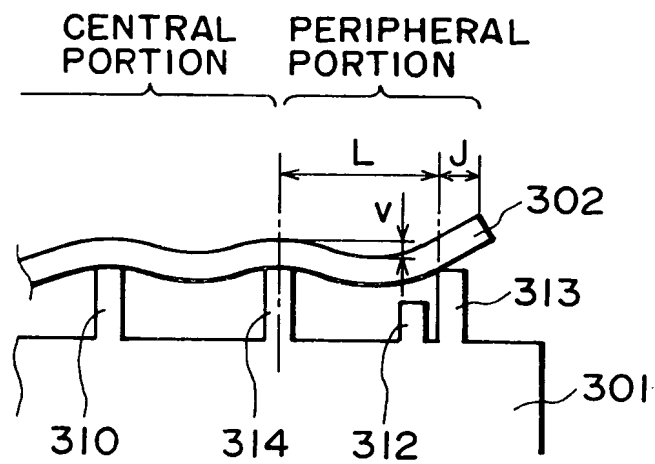 CENTRAL PORTION
PERIPHERAL PORTION
L
J
V
302
313
301
310
314
312